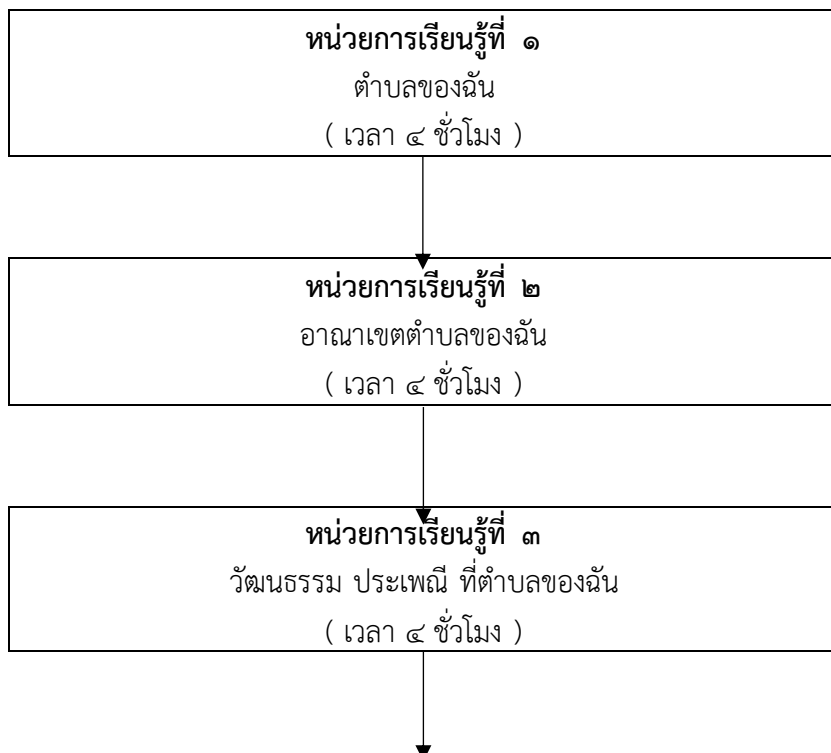 หน่วยการเรียนรู้ที่ ๑
ตำบลของฉัน
( เวลา ๔ ชั่วโมง )
หน่วยการเรียนรู้ที่ ๒
อาณาเขตตำบลของฉัน
( เวลา ๔ ชั่วโมง )
หน่วยการเรียนรู้ที่ ๓
วัฒนธรรม ประเพณี ที่ตำบลของฉัน
( เวลา ๔ ชั่วโมง )